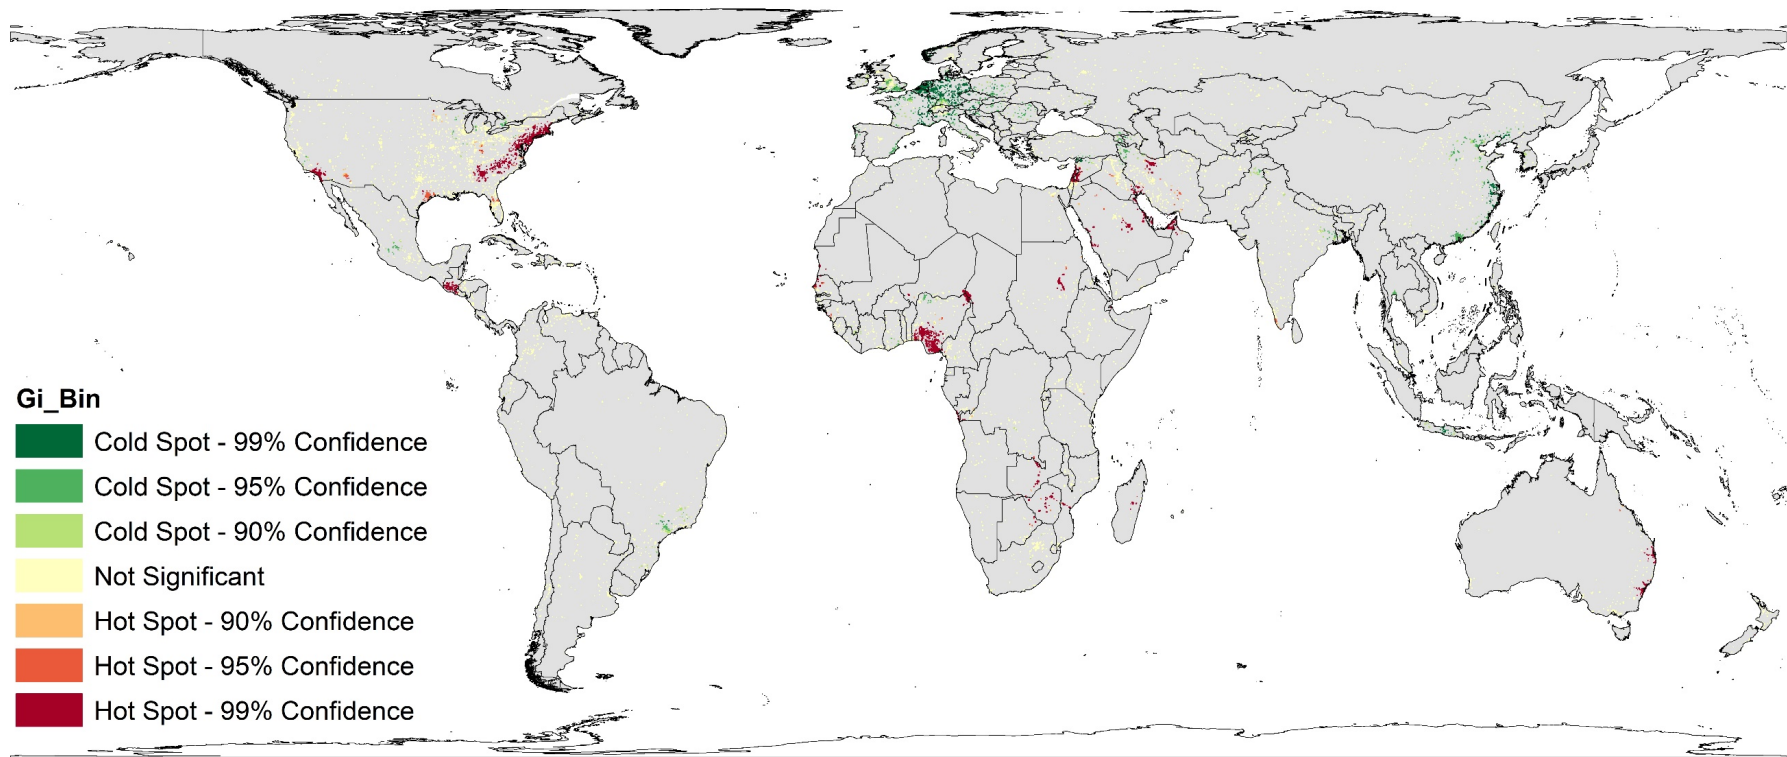 Gi_Bin
Cold Spot - 99% Confidence
Cold Spot - 95% Confidence
Cold Spot - 90% Confidence
Not Significant
Hot Spot - 90% Confidence
Hot Spot - 95% Confidence
Hot Spot - 99% Confidence